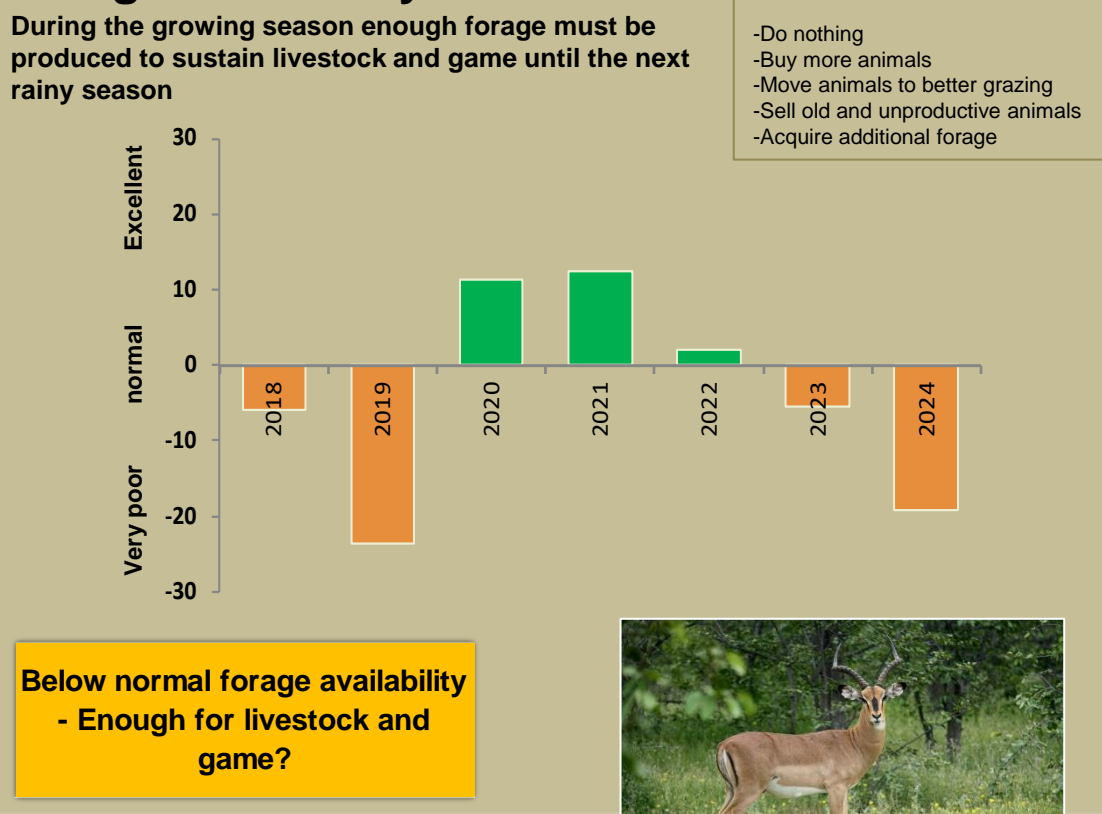 During the growing season enough forage must be
produced to sustain livestock and game until the next
rainy season
-Do nothing
-Buy more animals
-Move animals to better grazing
-Sell old and unproductive animals
-Acquire additional forage
Excellent
normal
Very poor
30
20
10
0
-10
-20
-30
2018
2019
2020
2021
2022
2023
2024
Below normal forage availability
- Enough for livestock and
game?